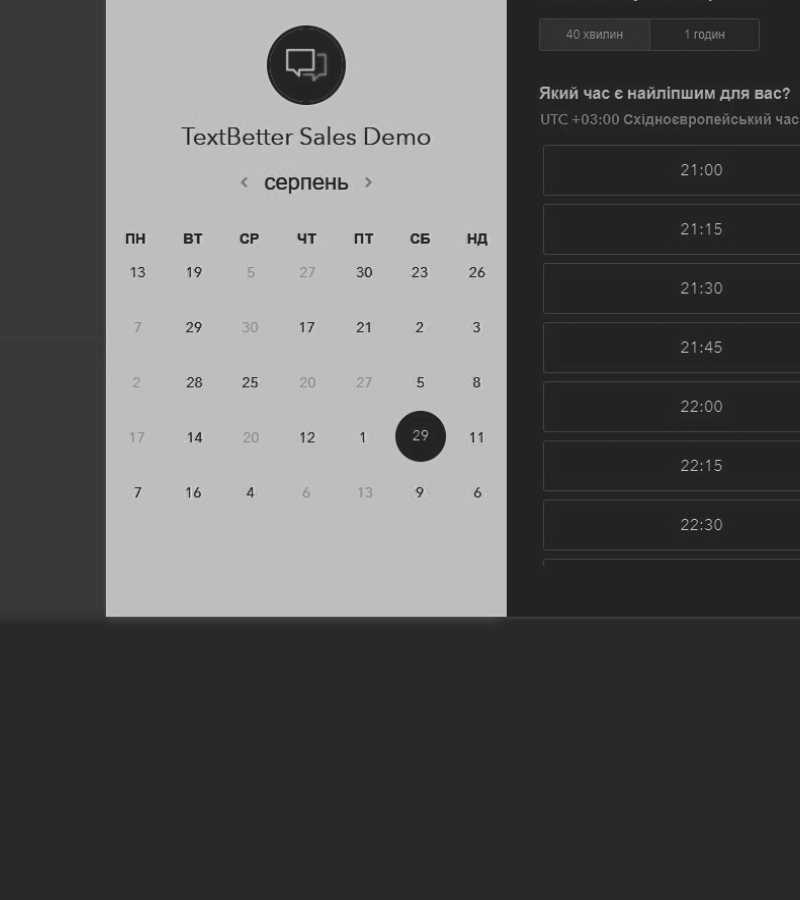 TextBetter Sales Demo
серпень
ПН ВТ СР ЧТ ПТ СБ НД
13 19 5 27 30 23 26
7 29 30 17 21 2 3
2 28 25 20 27 5 8
17 14 20 12 1 29 11
7 16 4 6 13 9 6
40 хвилин 1 годин
Який час є найліпшим для вас?
UTC +03:00 Східноєвропейський час
21:00
21:15
21:30
21:45
22:00
22:15
22:30